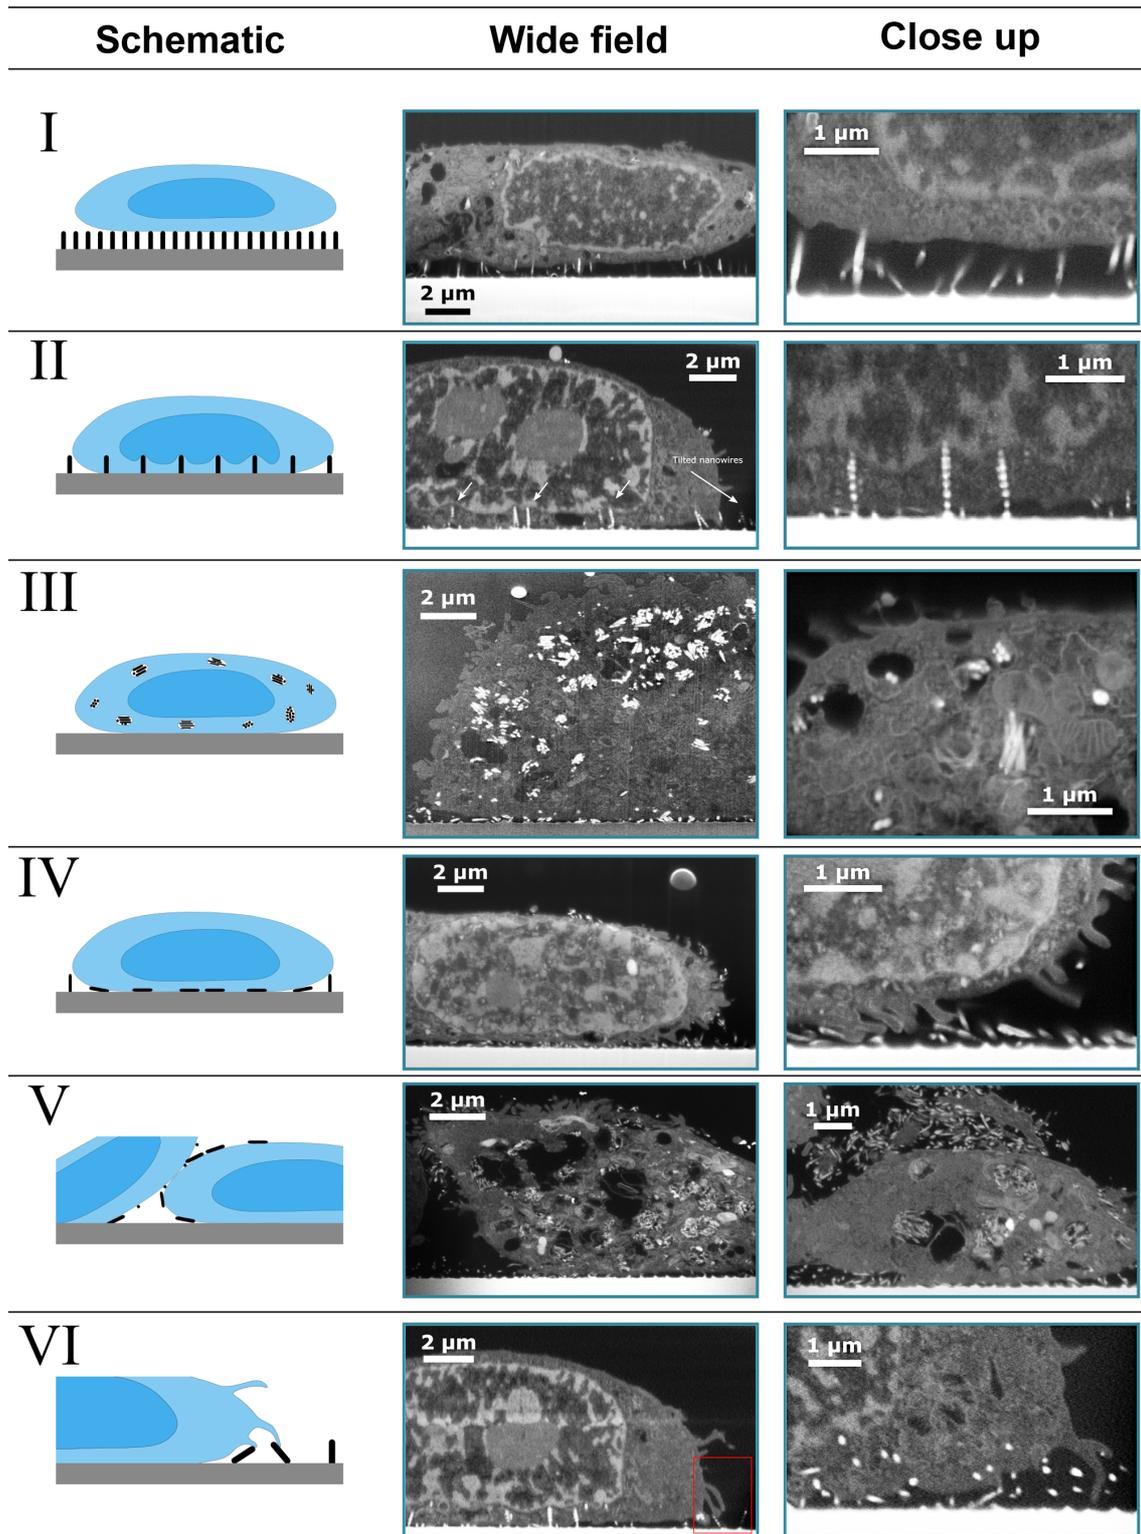 Schematic Wide field Close up
I
2 µm
1 µm
II
2 µm
Tilted nanowires
1 µm
III
2 µm
1 µm
IV
2 µm
1 µm
V
2 µm
1 µm
VI
2 µm
1 µm